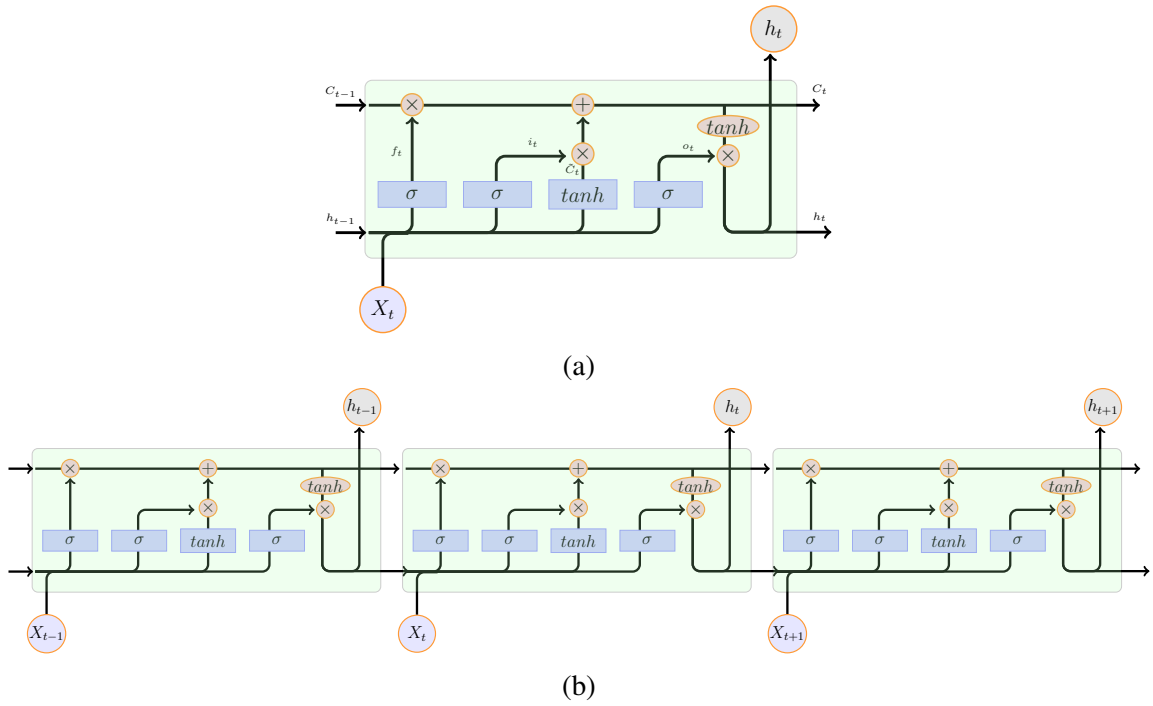 h_t
C_{t-1} C_t
× +
tanh
f_t i_t × o_t ×
C̃_t
σ σ tanh σ
h_{t-1} h_t
X_t
(a)
h_{t-1} h_t h_{t+1}
× + × + × +
tanh tanh tanh
× × × × × ×
σ σ tanh σ σ σ tanh σ σ σ tanh σ
X_{t-1} X_t X_{t+1}
(b)